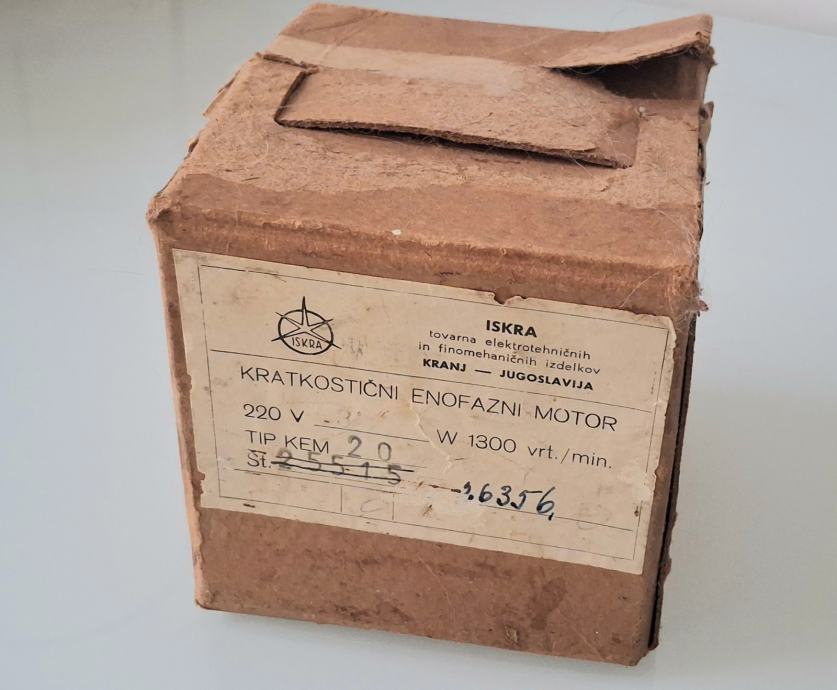 ISKRA
ISKRA
tovarna elektrotehničnih
in finomehaničnih izdelkov
KRANJ — JUGOSLAVIJA
KRATKOSTIČNI ENOFAZNI MOTOR
220 V W 1300 vrt./min.
TIP KEM 20
Št. 25515
6356